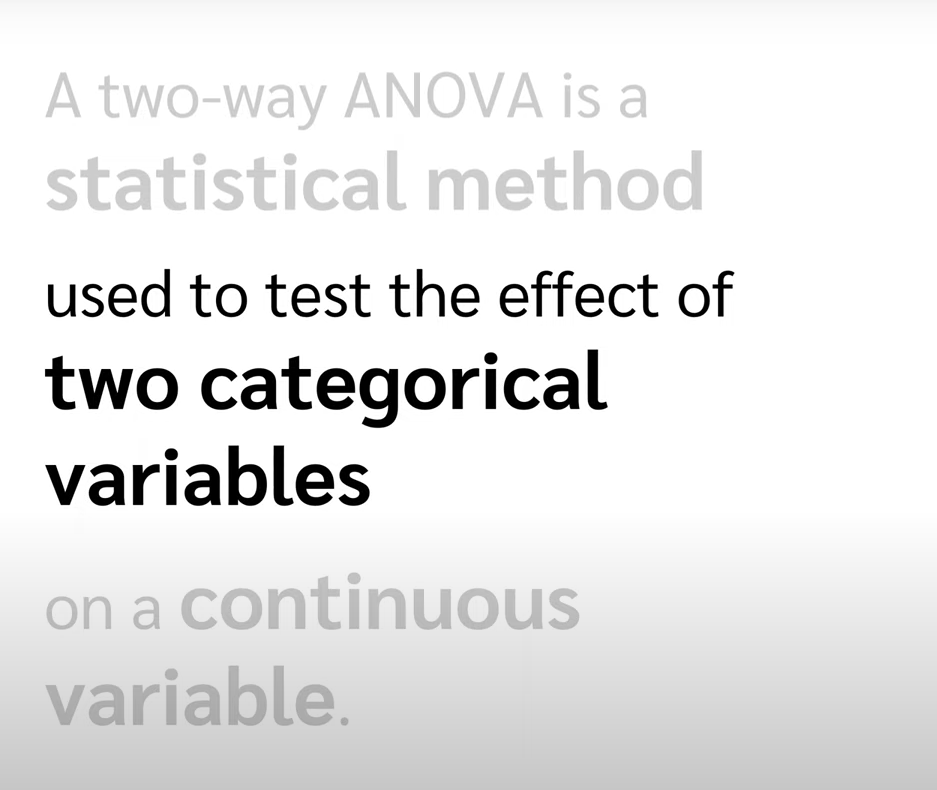 A two-way ANOVA is a
statistical method
used to test the effect of
two categorical
variables
on a continuous
variable.